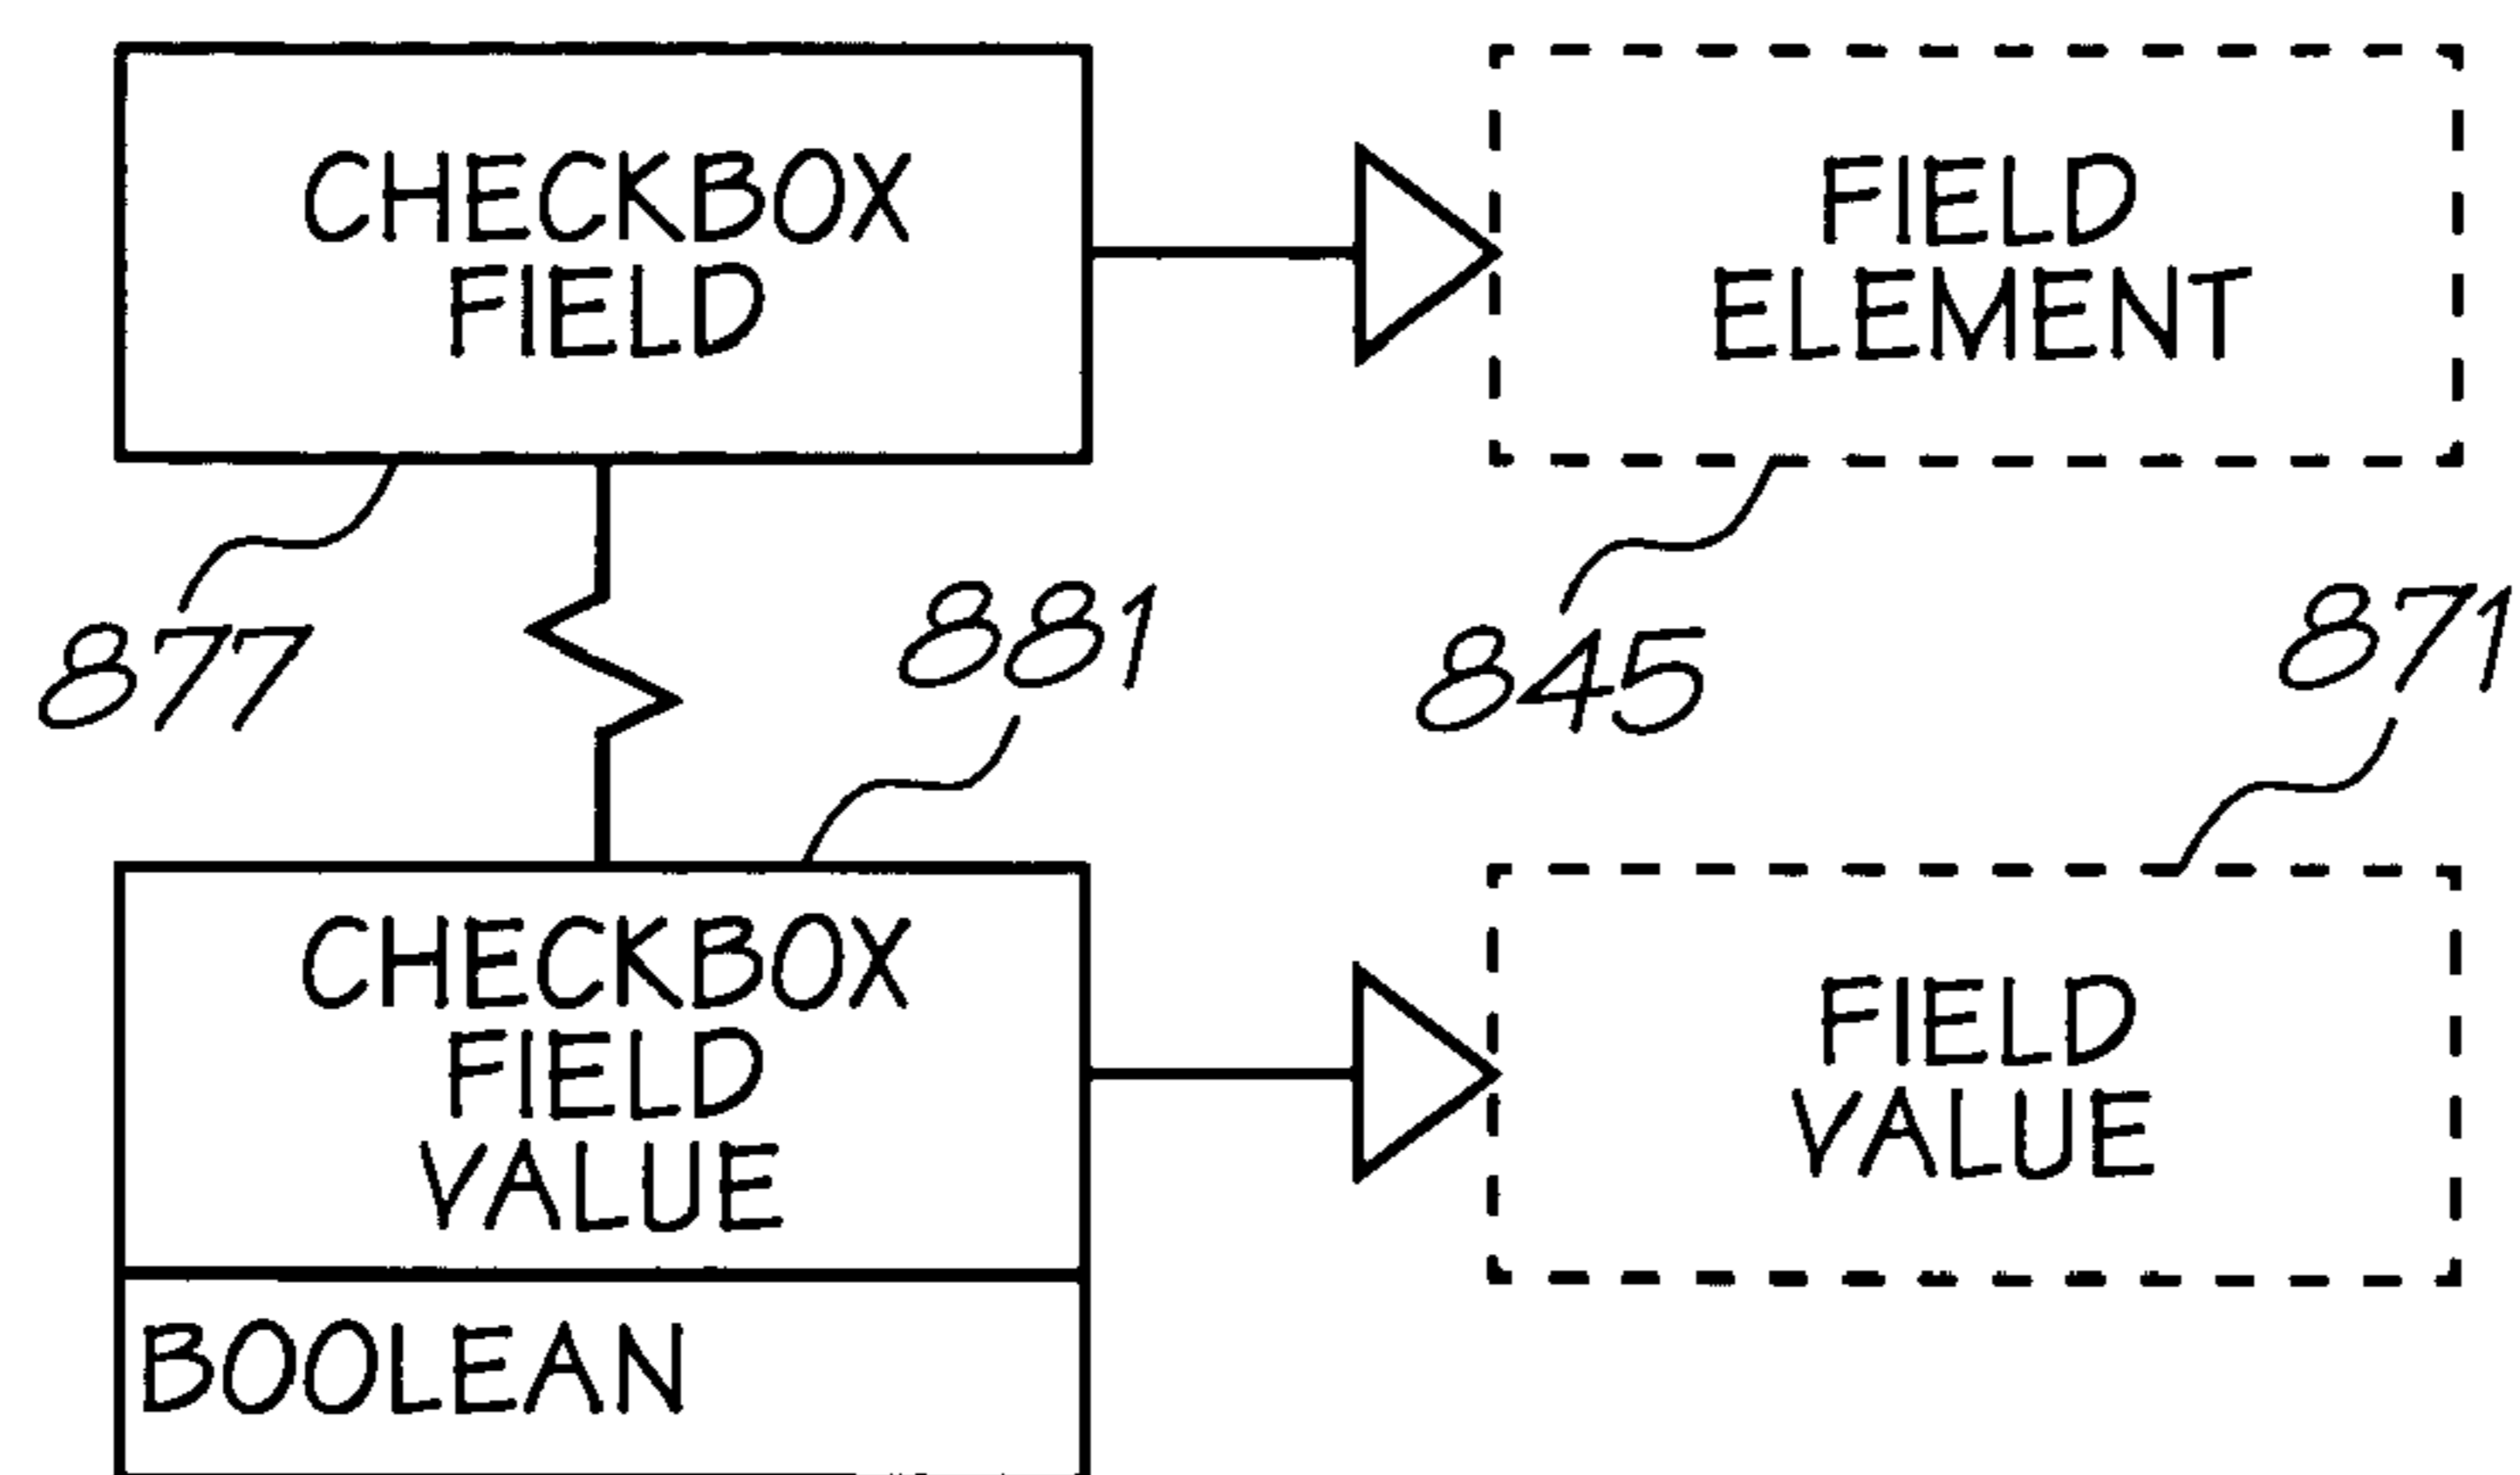 CHECKBOX
FIELD
FIELD
ELEMENT
877
881
845
871
CHECKBOX
FIELD
VALUE
FIELD
VALUE
BOOLEAN